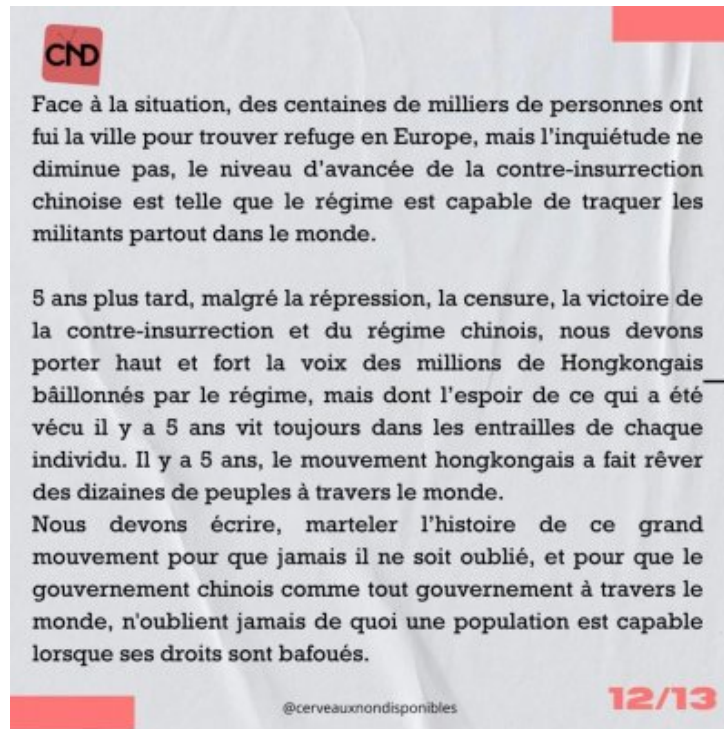 CND
Face à la situation, des centaines de milliers de personnes ont
fui la ville pour trouver refuge en Europe, mais l'inquiétude ne
diminue pas, le niveau d'avancée de la contre-insurrection
chinoise est telle que le régime est capable de traquer les
militants partout dans le monde.
5 ans plus tard, malgré la répression, la censure, la victoire de
la contre-insurrection et du régime chinois, nous devons
porter haut et fort la voix des millions de Hongkongais
bâillonnés par le régime, mais dont l'espoir de ce qui a été
vécu il y a 5 ans vit toujours dans les entrailles de chaque
individu. Il y a 5 ans, le mouvement hongkongais a fait rêver
des dizaines de peuples à travers le monde.
Nous devons écrire, marteler l'histoire de ce grand
mouvement pour que jamais il ne soit oublié, et pour que le
gouvernement chinois comme tout gouvernement à travers le
monde, n'oublient jamais de quoi une population est capable
lorsque ses droits sont bafoués.
@cerveauxnondisponibles
12/13